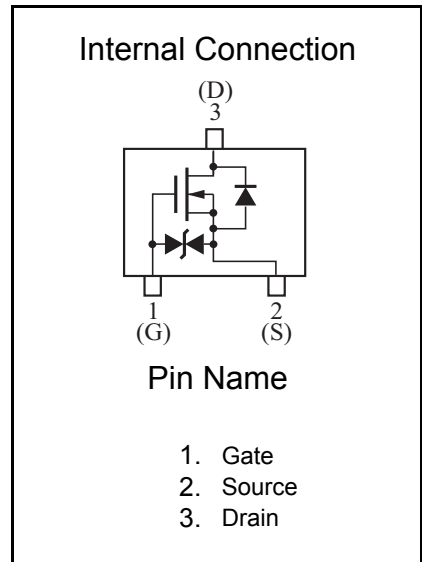 Internal Connection
(D)
3
1 2
(G) (S)
Pin Name
1. Gate
2. Source
3. Drain